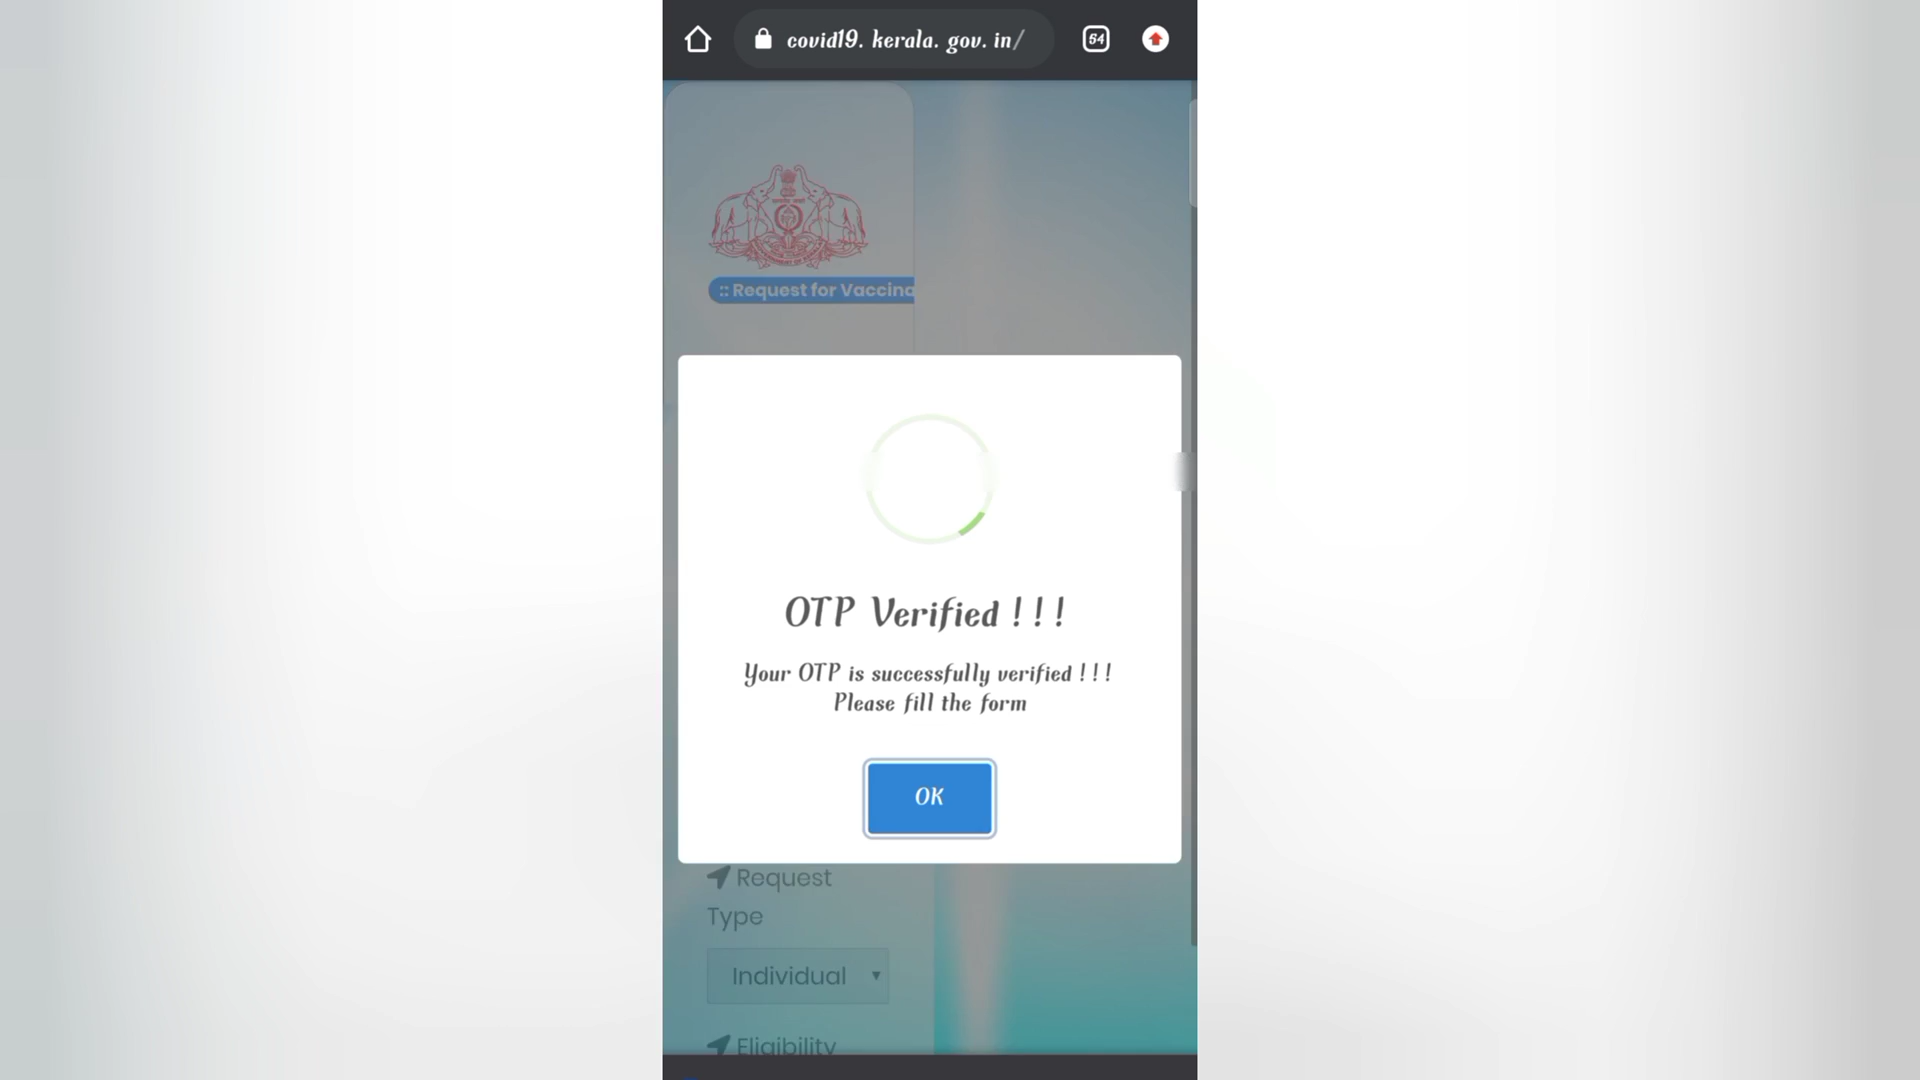 covid19. kerala. gov. in/
54
:: Request for Vaccina
OTP Verified ! ! !
Your OTP is successfully verified ! ! !
Please fill the form
OK
Request
Type
Individual
Eligibility